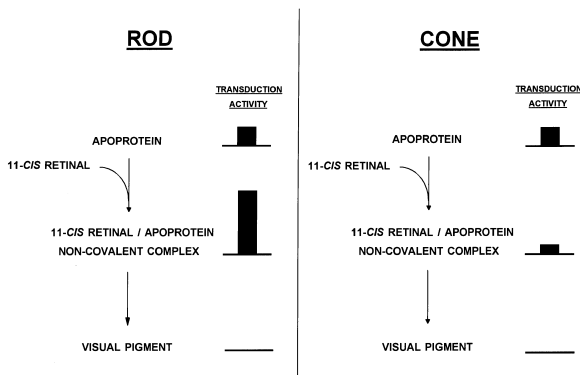 ROD
TRANSDUCTION
ACTIVITY
APOPROTEIN
11-CIS RETINAL
11-CIS RETINAL / APOPROTEIN
NON-COVALENT COMPLEX
VISUAL PIGMENT
CONE
TRANSDUCTION
ACTIVITY
APOPROTEIN
11-CIS RETINAL
11-CIS RETINAL / APOPROTEIN
NON-COVALENT COMPLEX
VISUAL PIGMENT